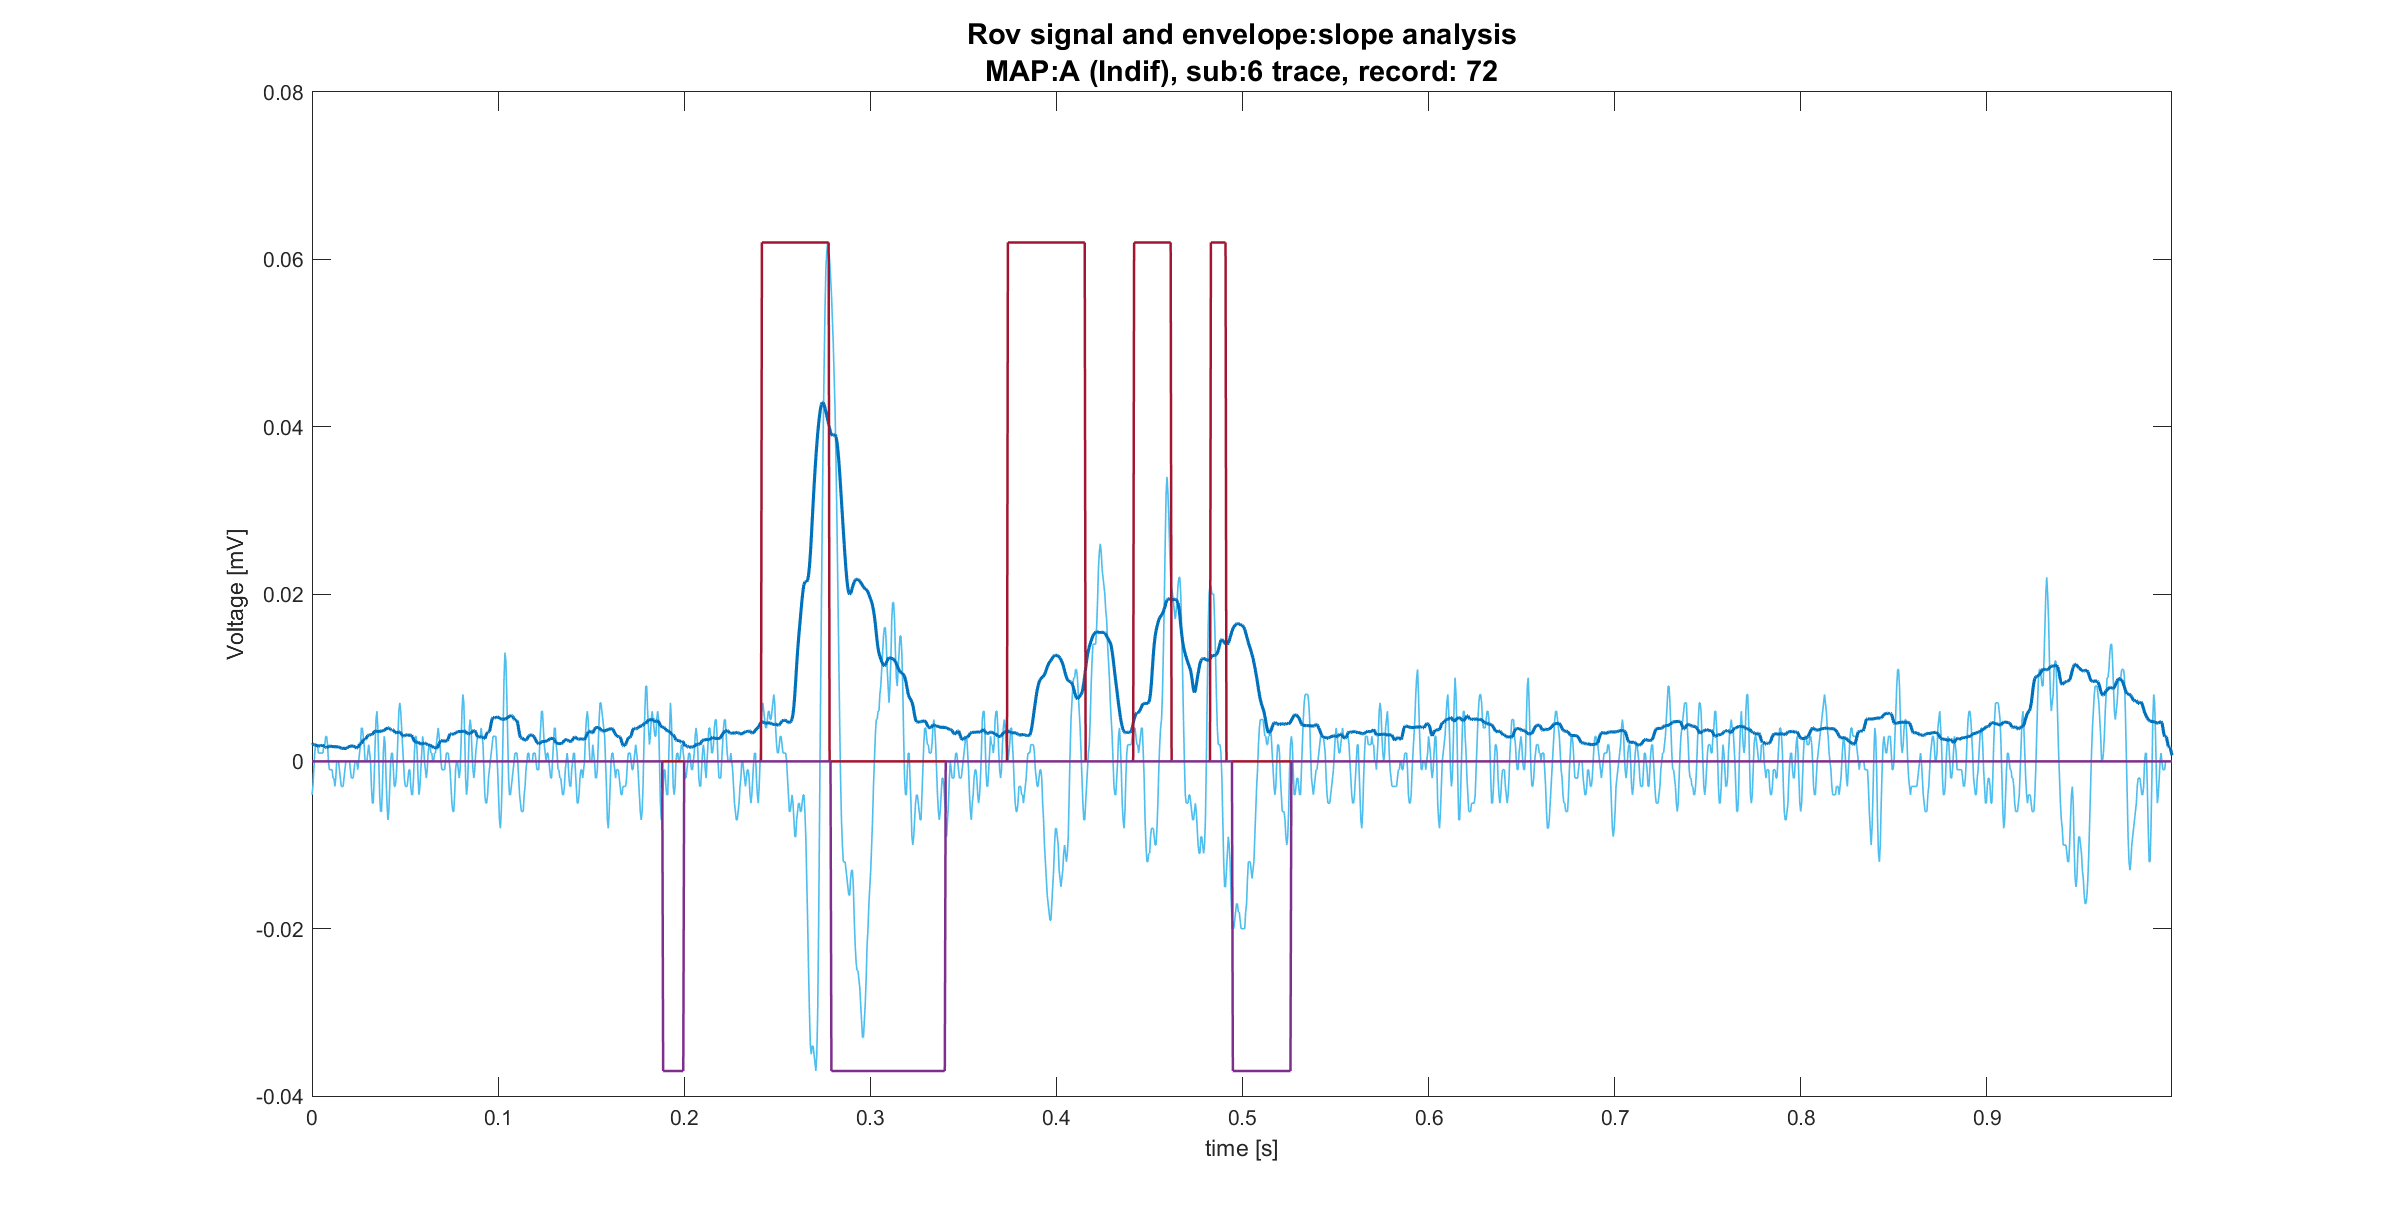 Rov signal and envelope:slope analysis
MAP:A (Indif), sub:6 trace, record: 72
0.08
0.06
0.04
0.02
0
-0.02
-0.04
Voltage [mV]
0 0.1 0.2 0.3 0.4 0.5 0.6 0.7 0.8 0.9
time [s]